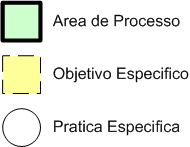 Area de Processo
Objetivo Especifico
Pratica Especifica